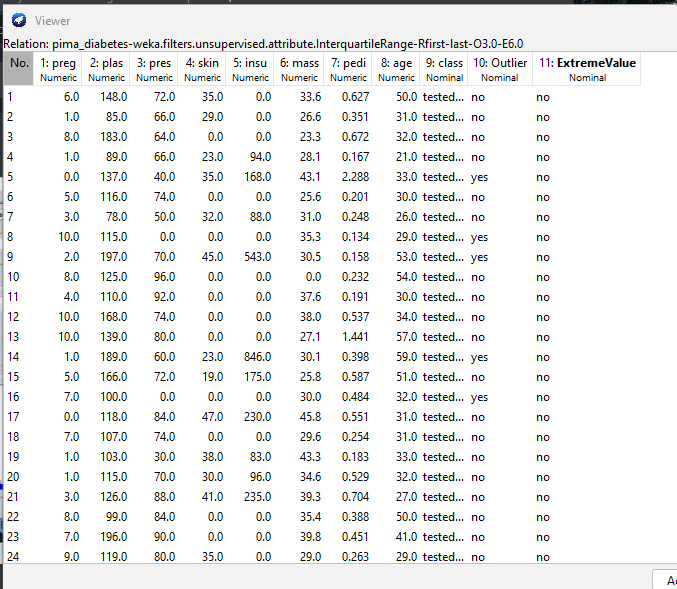 Viewer
Relation: pima_diabetes-weka.filters.unsupervised.attribute.InterquartileRange-Rfirst-last-O3.0-E6.0
No. 1: preg 2: plas 3: pres 4: skin 5: insu 6: mass 7: pedi 8: age 9: class 10: Outlier 11: ExtremeValue
Numeric Numeric Numeric Numeric Numeric Numeric Numeric Numeric Nominal Nominal Nominal
1 6.0 148.0 72.0 35.0 0.0 33.6 0.627 50.0 tested... no no
2 1.0 85.0 66.0 29.0 0.0 26.6 0.351 31.0 tested... no no
3 8.0 183.0 64.0 0.0 0.0 23.3 0.672 32.0 tested... no no
4 1.0 89.0 66.0 23.0 94.0 28.1 0.167 21.0 tested... no no
5 0.0 137.0 40.0 35.0 168.0 43.1 2.288 33.0 tested... yes no
6 5.0 116.0 74.0 0.0 0.0 25.6 0.201 30.0 tested... no no
7 3.0 78.0 50.0 32.0 88.0 31.0 0.248 26.0 tested... no no
8 10.0 115.0 0.0 0.0 0.0 35.3 0.134 29.0 tested... yes no
9 2.0 197.0 70.0 45.0 543.0 30.5 0.158 53.0 tested... yes no
10 8.0 125.0 96.0 0.0 0.0 0.0 0.232 54.0 tested... no no
11 4.0 110.0 92.0 0.0 0.0 37.6 0.191 30.0 tested... no no
12 10.0 168.0 74.0 0.0 0.0 38.0 0.537 34.0 tested... no no
13 10.0 139.0 80.0 0.0 0.0 27.1 1.441 57.0 tested... no no
14 1.0 189.0 60.0 23.0 846.0 30.1 0.398 59.0 tested... yes no
15 5.0 166.0 72.0 19.0 175.0 25.8 0.587 51.0 tested... no no
16 7.0 100.0 0.0 0.0 0.0 30.0 0.484 32.0 tested... yes no
17 0.0 118.0 84.0 47.0 230.0 45.8 0.551 31.0 tested... no no
18 7.0 107.0 74.0 0.0 0.0 29.6 0.254 31.0 tested... no no
19 1.0 103.0 30.0 38.0 83.0 43.3 0.183 33.0 tested... no no
20 1.0 115.0 70.0 30.0 96.0 34.6 0.529 32.0 tested... no no
21 3.0 126.0 88.0 41.0 235.0 39.3 0.704 27.0 tested... no no
22 8.0 99.0 84.0 0.0 0.0 35.4 0.388 50.0 tested... no no
23 7.0 196.0 90.0 0.0 0.0 39.8 0.451 41.0 tested... no no
24 9.0 119.0 80.0 35.0 0.0 29.0 0.263 29.0 tested... no no